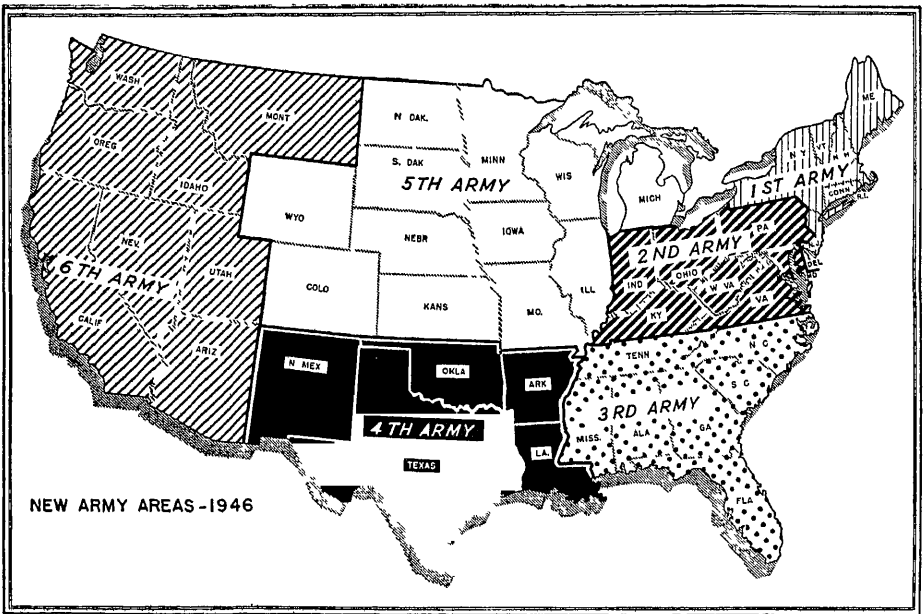 WASH
MONT
OREG
IDAHO
NEV.
UTAH
6TH ARMY
CALIF
ARIZ
WYO
COLO
N DAK.
S. DAK
MINN
5TH ARMY
WIS
MICH
NEBR
IOWA
ILL
KANS
MO.
ME
N Y
VT
N H
1ST ARMY
CONN
R.I.
PA
2ND ARMY
N J
DEL
IND
OHIO
W VA
KY
VA
N MEX
OKLA
ARK
4TH ARMY
LA.
TEXAS
TENN
N C
S C
3RD ARMY
MISS.
ALA
GA
FLA
NEW ARMY AREAS-1946